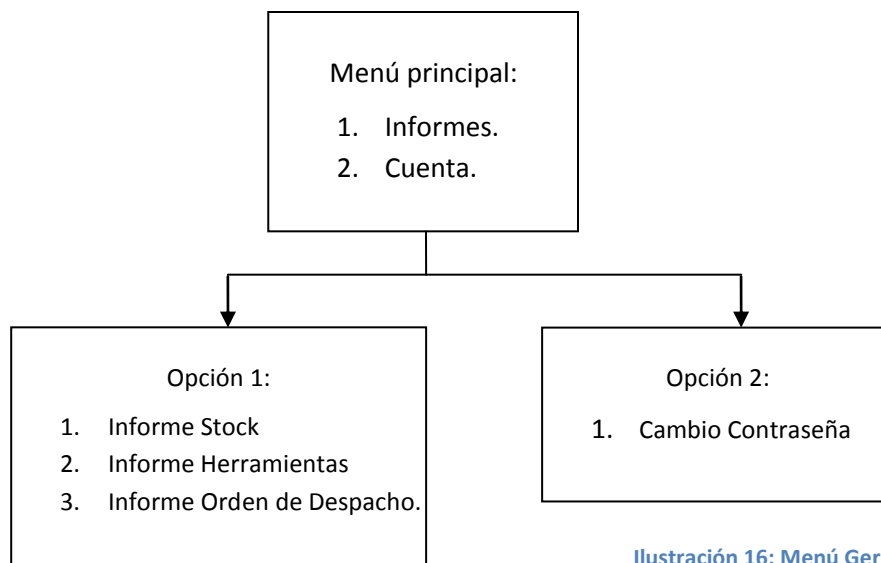 Menú principal:
1. Informes.
2. Cuenta.
Opción 1:
1. Informe Stock
2. Informe Herramientas
3. Informe Orden de Despacho.
Opción 2:
1. Cambio Contraseña
Ilustración 16: Menú Ger